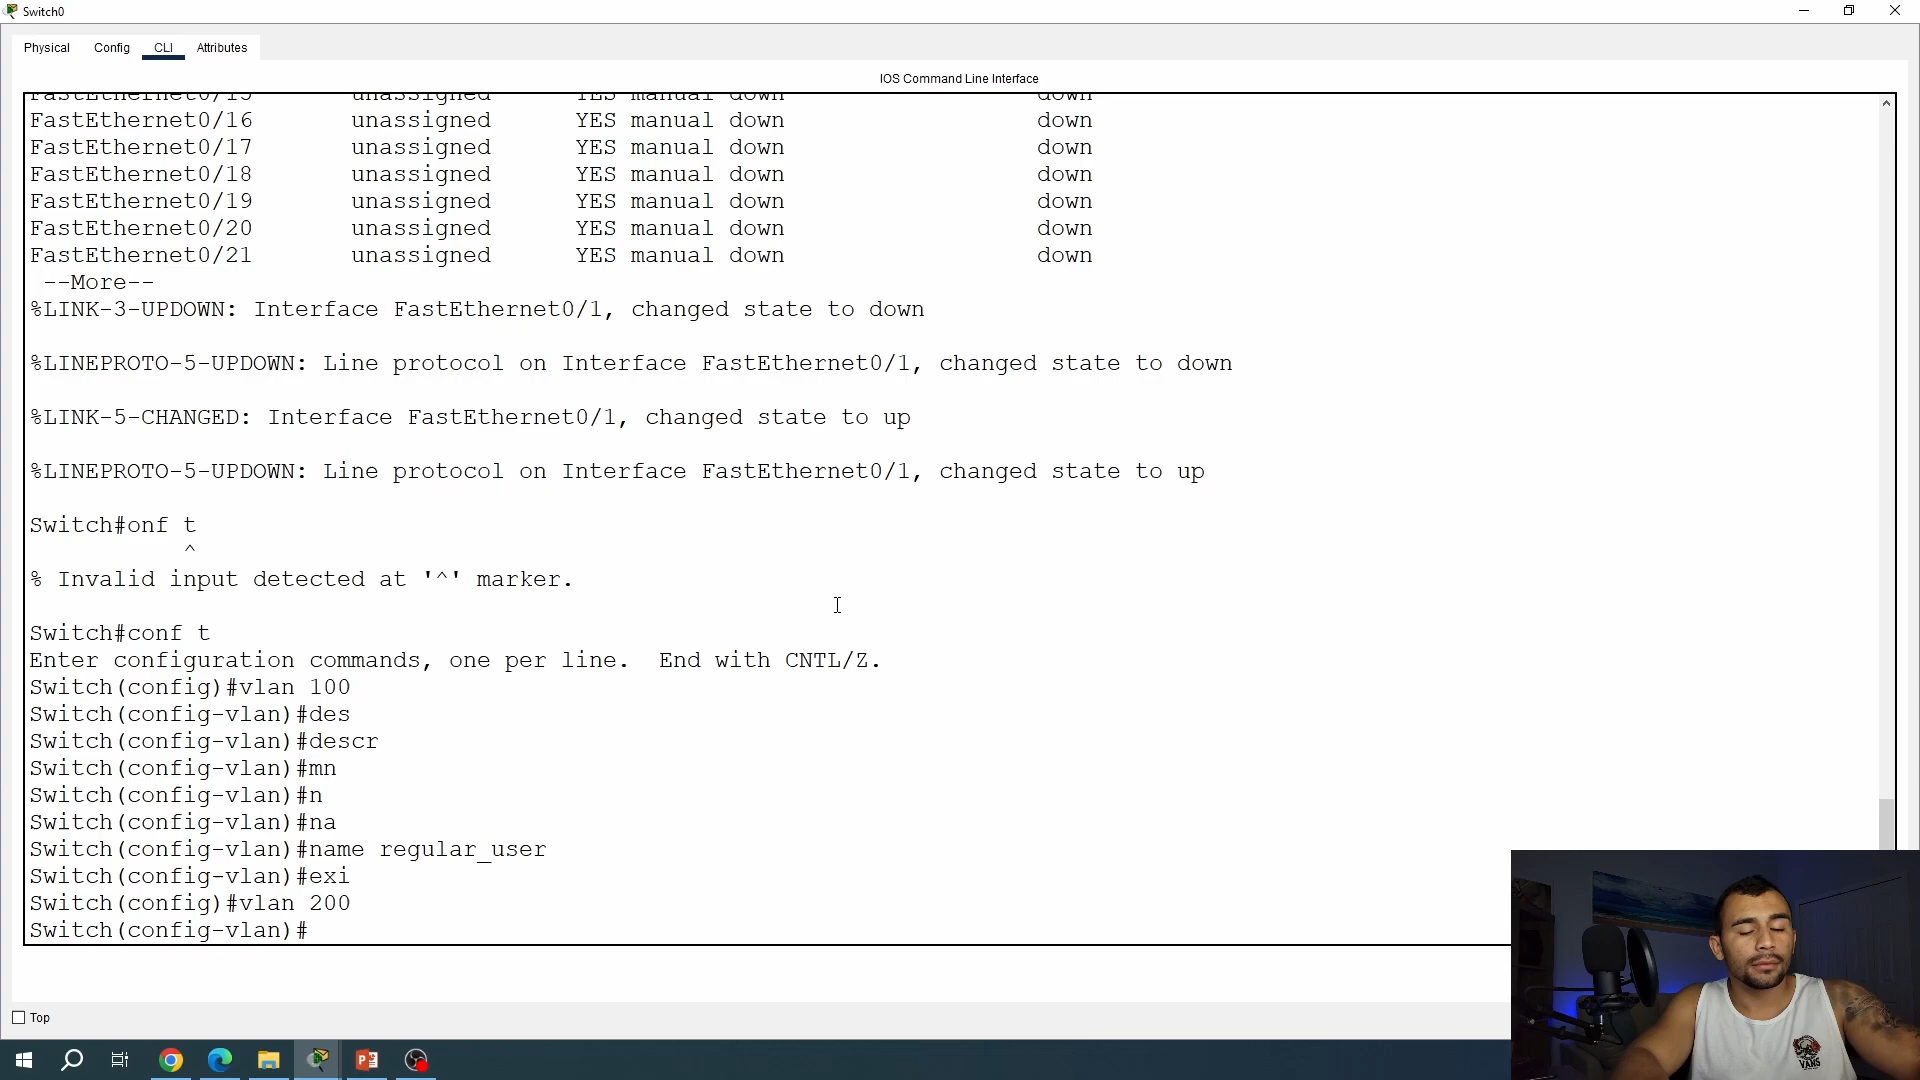 Switch0
Physical Config CLI Attributes
IOS Command Line Interface
FastEthernet0/15 unassigned YES manual down down
FastEthernet0/16 unassigned YES manual down down
FastEthernet0/17 unassigned YES manual down down
FastEthernet0/18 unassigned YES manual down down
FastEthernet0/19 unassigned YES manual down down
FastEthernet0/20 unassigned YES manual down down
FastEthernet0/21 unassigned YES manual down down
--More--
%LINK-3-UPDOWN: Interface FastEthernet0/1, changed state to down
%LINEPROTO-5-UPDOWN: Line protocol on Interface FastEthernet0/1, changed state to down
%LINK-5-CHANGED: Interface FastEthernet0/1, changed state to up
%LINEPROTO-5-UPDOWN: Line protocol on Interface FastEthernet0/1, changed state to up
Switch#onf t
^
% Invalid input detected at '^' marker.
Switch#conf t
Enter configuration commands, one per line.  End with CNTL/Z.
Switch(config)#vlan 100
Switch(config-vlan)#des
Switch(config-vlan)#descr
Switch(config-vlan)#mn
Switch(config-vlan)#n
Switch(config-vlan)#na
Switch(config-vlan)#name regular_user
Switch(config-vlan)#exi
Switch(config)#vlan 200
Switch(config-vlan)#
Top
VANS